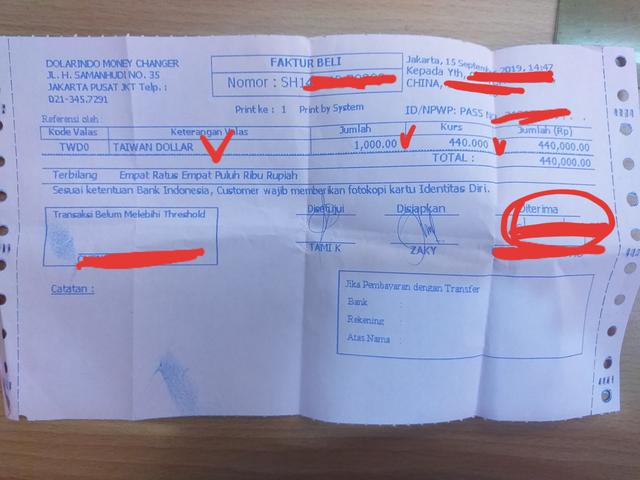 DOLARINDO MONEY CHANGER
JL. H. SAMANHUDI NO. 35
JAKARTA PUSAT JKT Telp. :
021-345.7291
FAKTUR BELI
Nomor : SH
Jakarta, 15 September 2019, 14:47
Kepada Yth,
CHINA,
Print ke : 1 Print by System
ID/NPWP: PASS
Referensi oleh :
Kode Valas Keterangan Valas Jumlah Kurs Jumlah (Rp)
TWD0 TAIWAN DOLLAR 1,000.00 440.000 440,000.00
TOTAL : 440,000.00
Terbilang Empat Ratus Empat Puluh Ribu Rupiah
Sesuai ketentuan Bank Indonesia, Customer wajib memberikan fotokopi kartu Identitas Diri.
Transaksi Belum Melebihi Threshold
Disetujui Disiapkan Diterima
TAMI K ZAKY
Catatan :
Jika Pembayaran dengan Transfer
Bank :
Rekening :
Atas Nama :